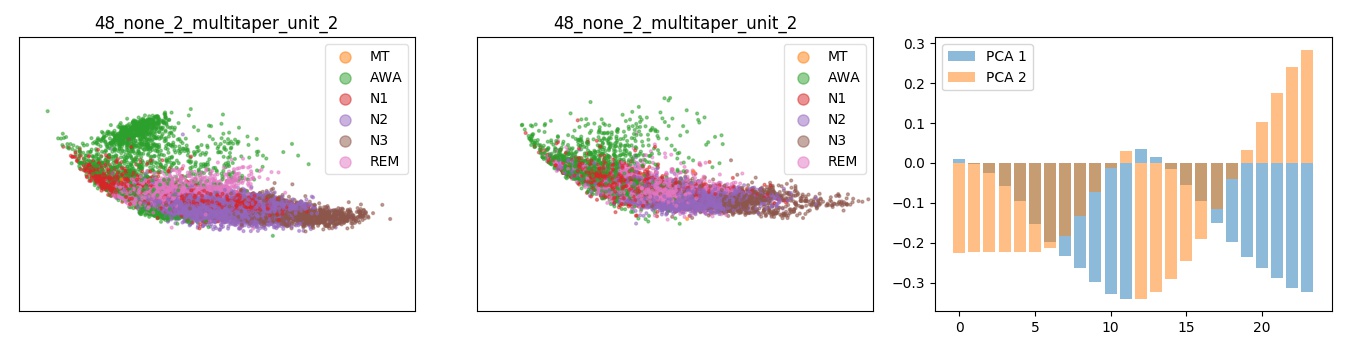 48_none_2_multitaper_unit_2
MT
AWA
N1
N2
N3
REM
48_none_2_multitaper_unit_2
MT
AWA
N1
N2
N3
REM
PCA 1
PCA 2
0.3
0.2
0.1
0.0
−0.1
−0.2
−0.3
0
5
10
15
20